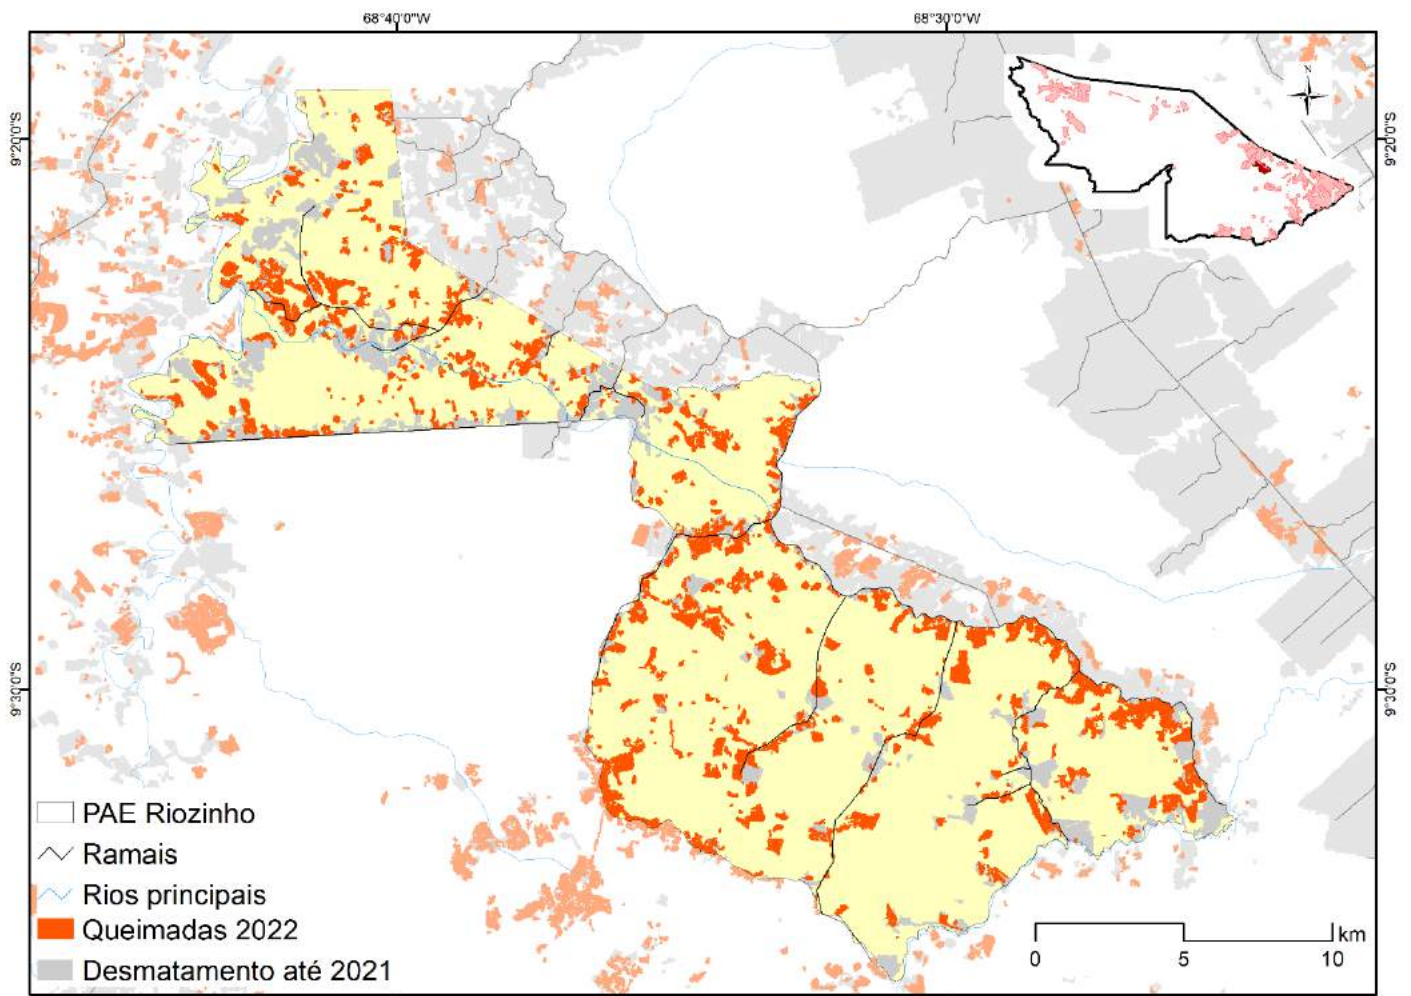 68°40'0"W
68°30'0"W
N
9°20'0"S
9°20'0"S
9°30'0"S
9°30'0"S
PAE Riozinho
Ramais
Rios principais
Queimadas 2022
Desmatamento até 2021
km
0 5 10